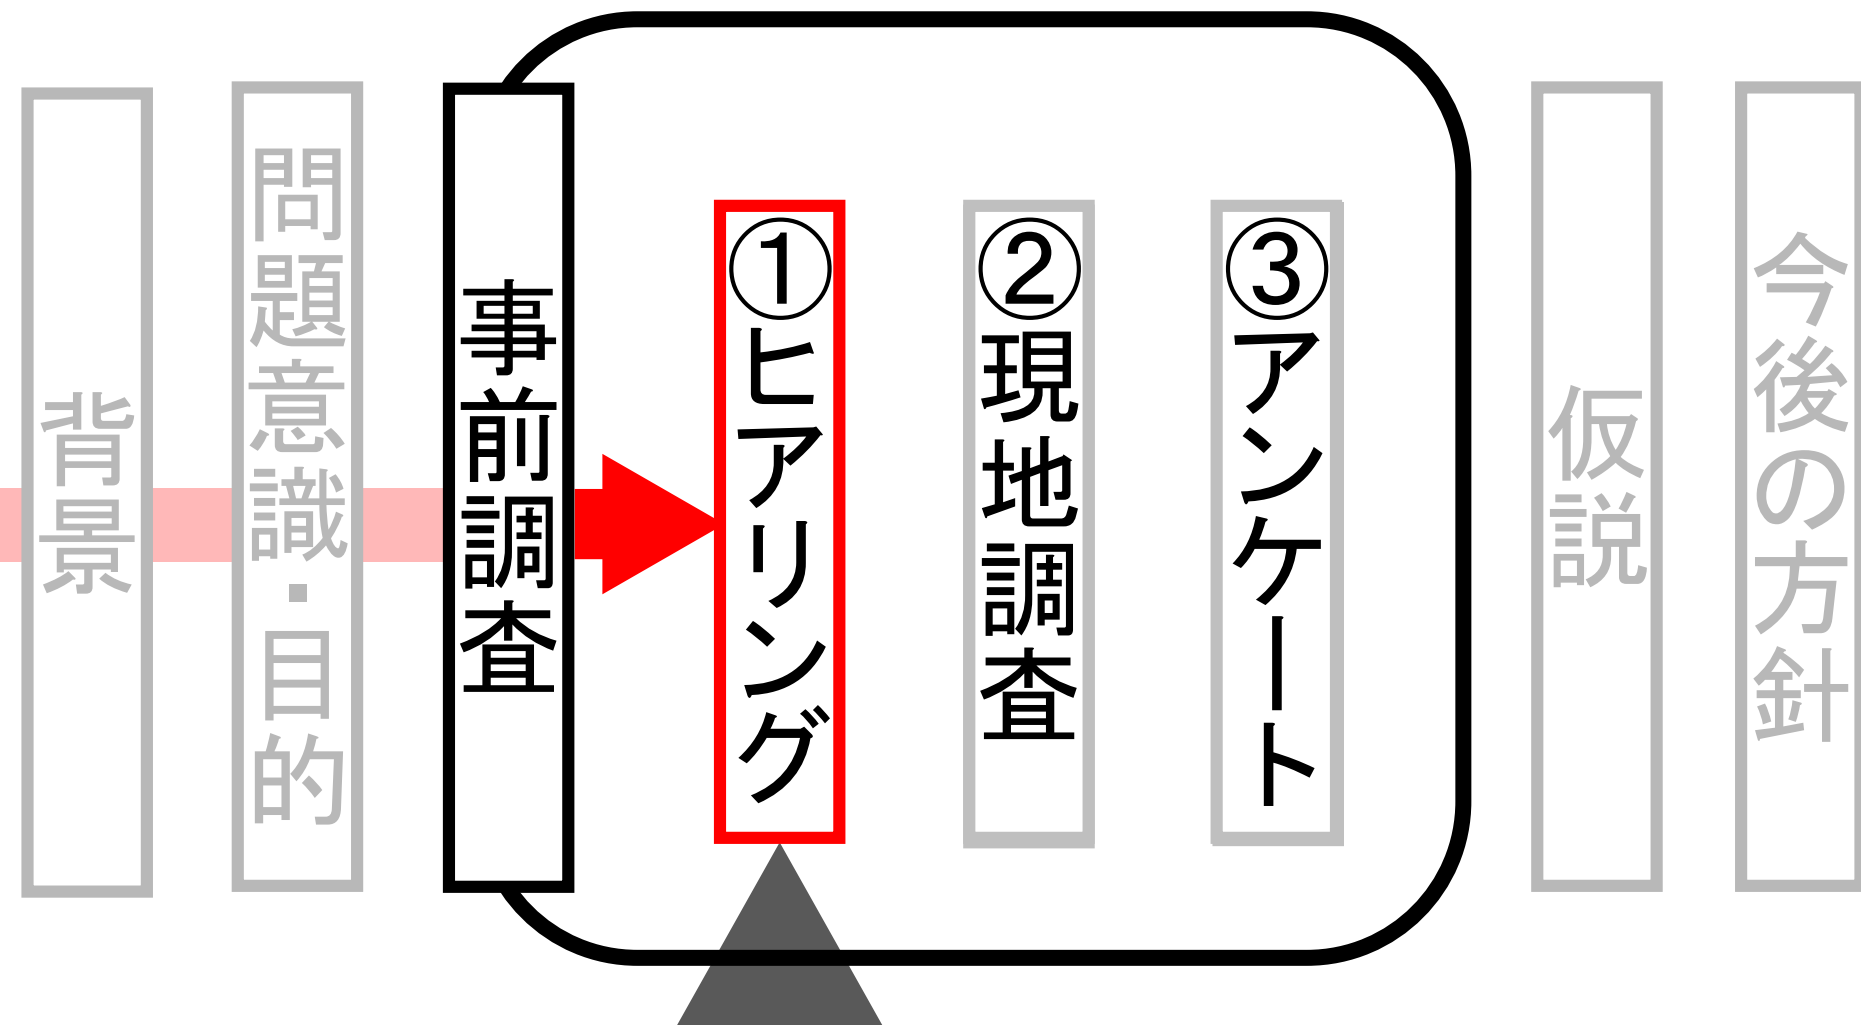 背景
問題意識・目的
事前調査
①ヒアリング
②現地調査
③アンケート
仮説
今後の方針